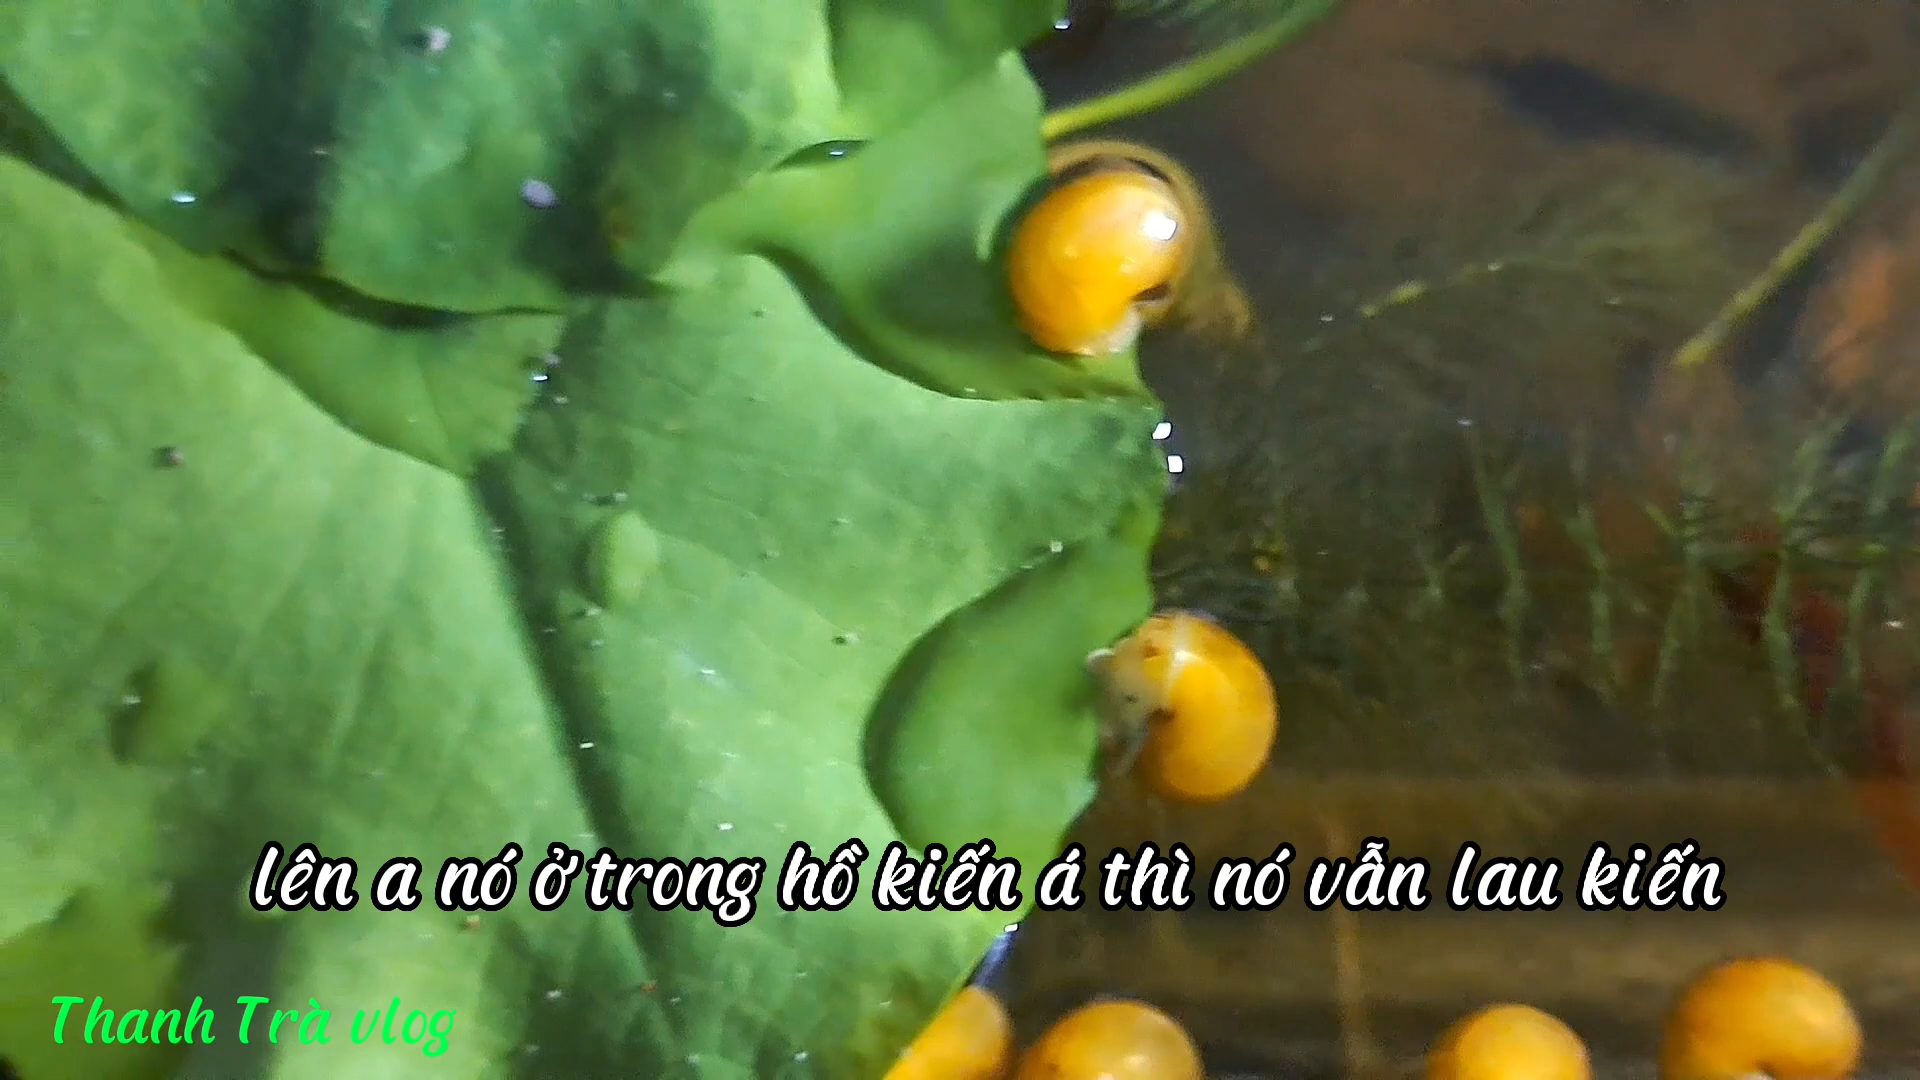 lên a nó ở trong hồ kiến á thì nó vẫn lau kiến
Thanh Trà vlog